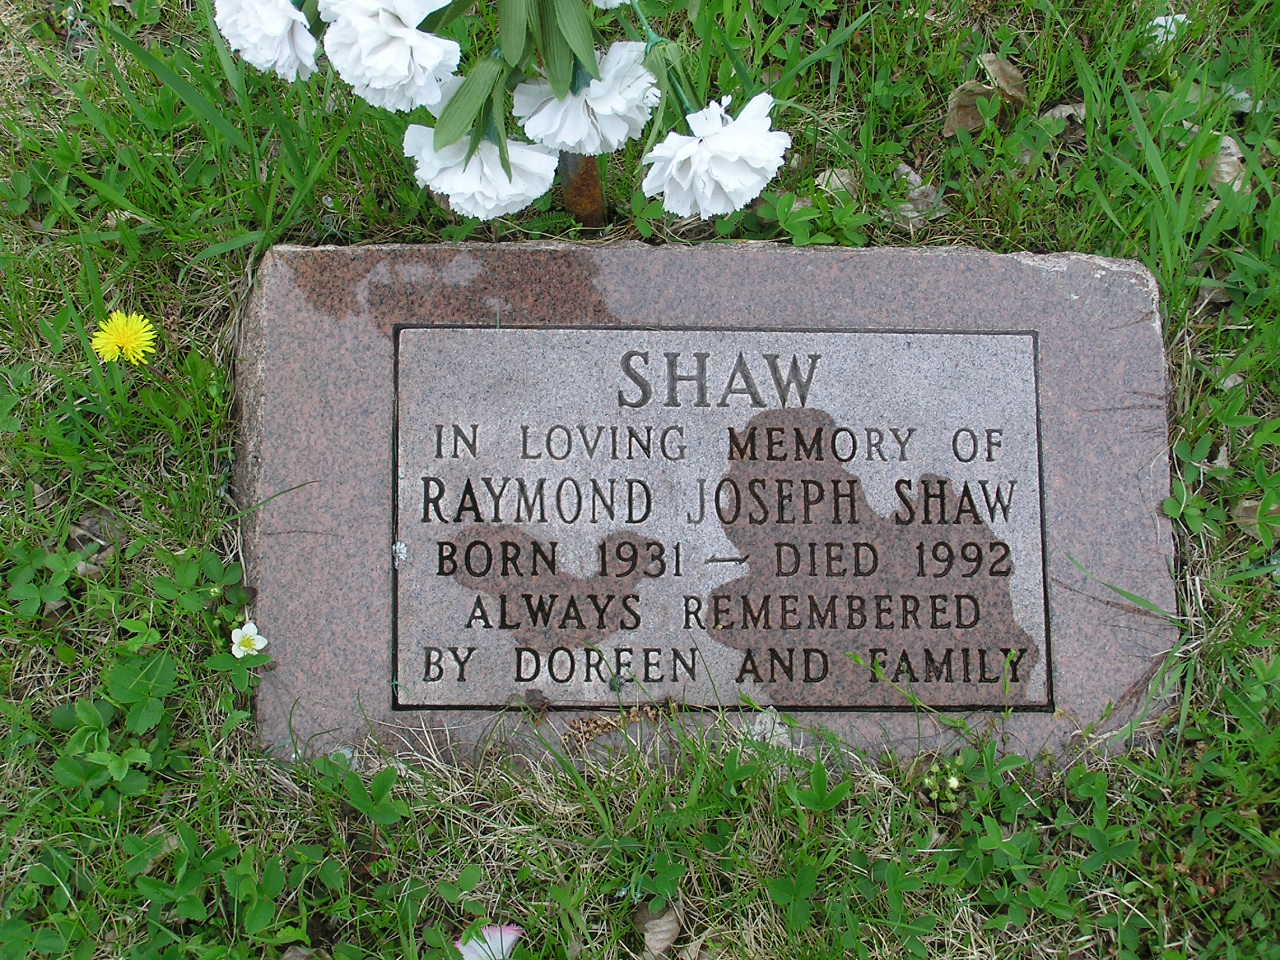 SHAW
IN LOVING MEMORY OF
RAYMOND JOSEPH SHAW
BORN 1931 — DIED 1992
ALWAYS REMEMBERED
BY DOREEN AND FAMILY